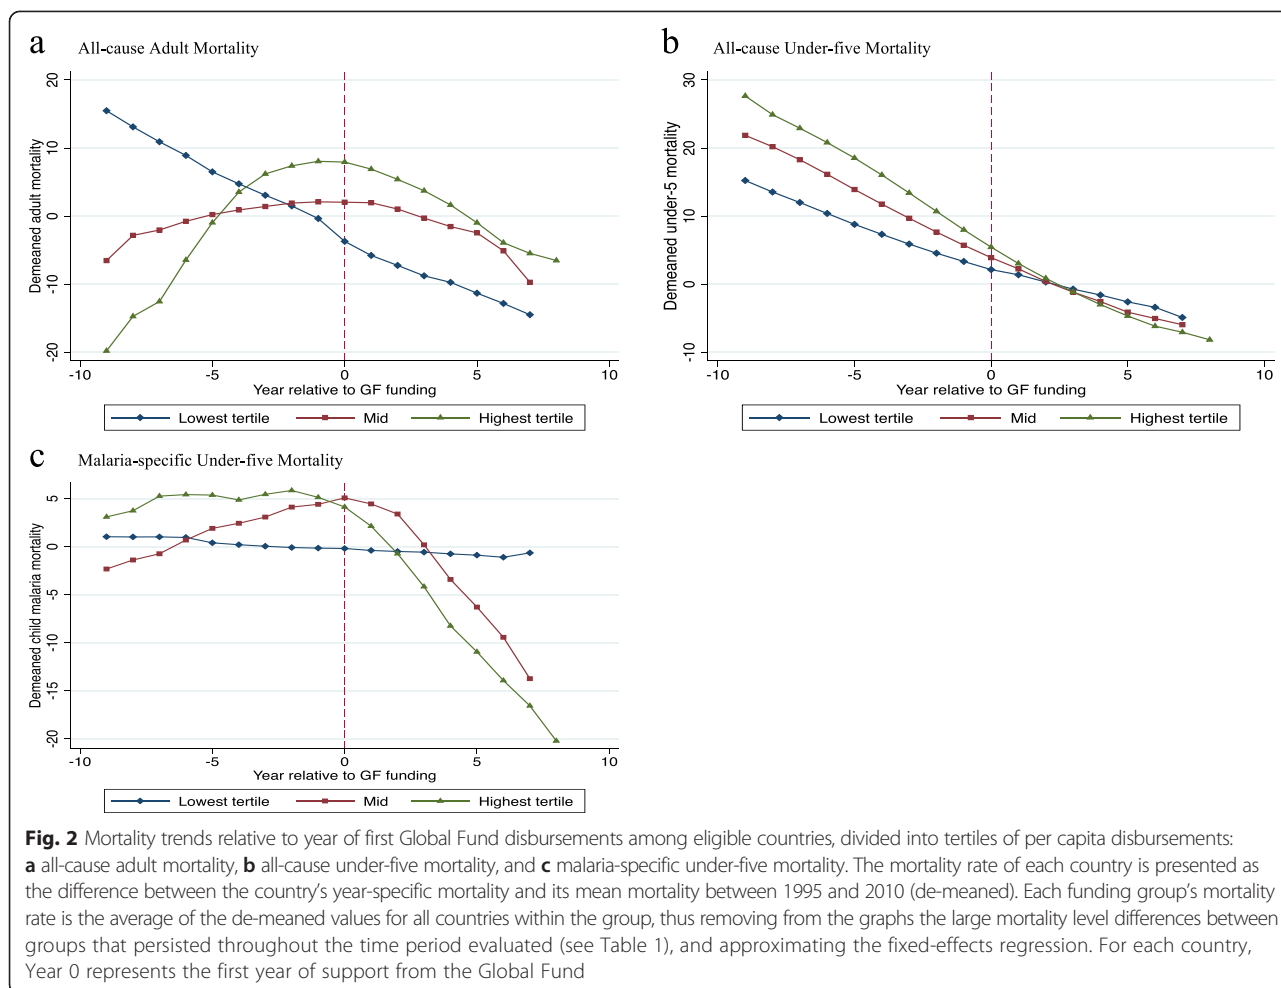 a All-cause Adult Mortality
20
10
0
-10
-20
Demeaned adult mortality
-10 -5 0 5 10
Year relative to GF funding
Lowest tertile Mid Highest tertile
b All-cause Under-five Mortality
30
20
10
0
-10
Demeaned under-5 mortality
-10 -5 0 5 10
Year relative to GF funding
Lowest tertile Mid Highest tertile
c Malaria-specific Under-five Mortality
5
0
-5
-10
-15
-20
Demeaned child malaria mortality
-10 -5 0 5 10
Year relative to GF funding
Lowest tertile Mid Highest tertile
Fig. 2 Mortality trends relative to year of first Global Fund disbursements among eligible countries, divided into tertiles of per capita disbursements:
a all-cause adult mortality, b all-cause under-five mortality, and c malaria-specific under-five mortality. The mortality rate of each country is presented as
the difference between the country's year-specific mortality and its mean mortality between 1995 and 2010 (de-meaned). Each funding group's mortality
rate is the average of the de-meaned values for all countries within the group, thus removing from the graphs the large mortality level differences between
groups that persisted throughout the time period evaluated (see Table 1), and approximating the fixed-effects regression. For each country,
Year 0 represents the first year of support from the Global Fund